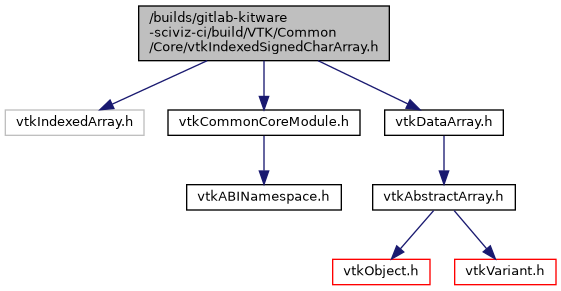 /builds/gitlab-kitware
-sciviz-ci/build/VTK/Common
/Core/vtkIndexedSignedCharArray.h
vtkIndexedArray.h
vtkCommonCoreModule.h
vtkDataArray.h
vtkABINamespace.h
vtkAbstractArray.h
vtkObject.h
vtkVariant.h